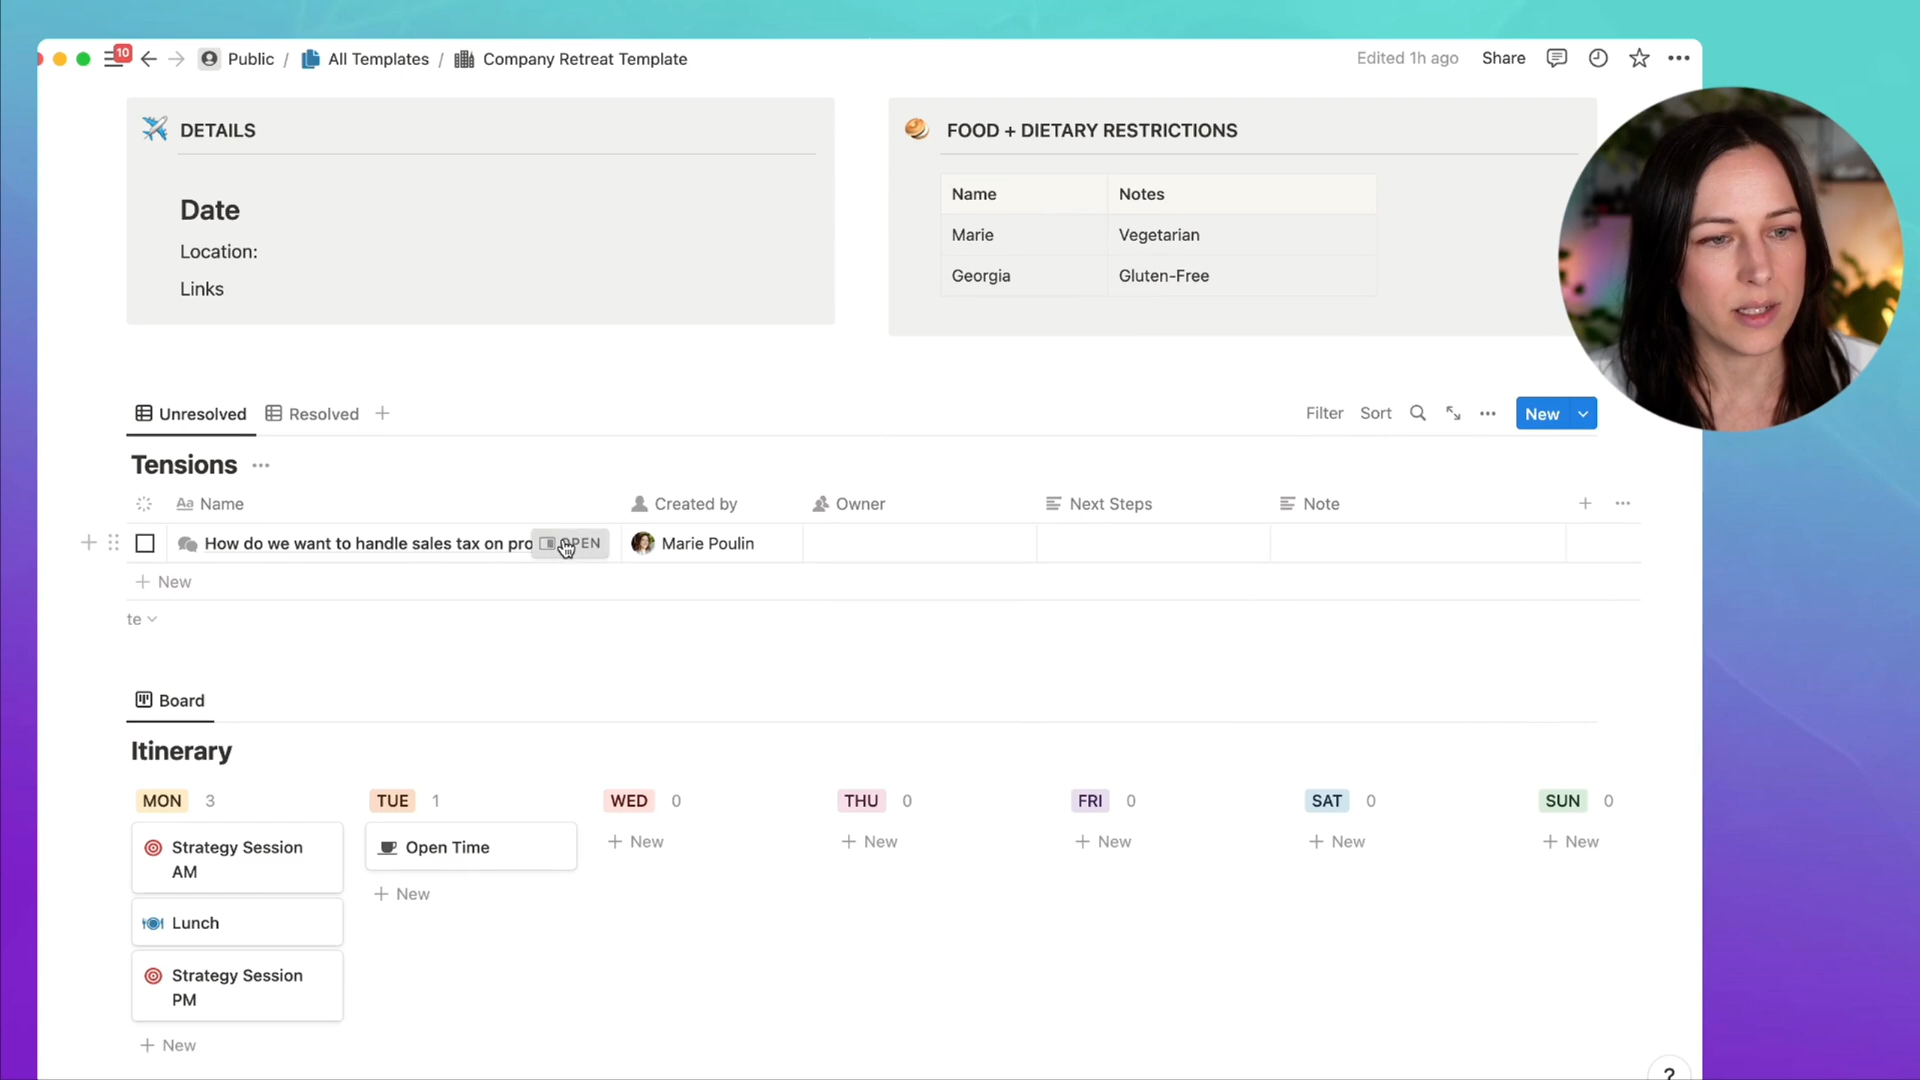 10 Public / All Templates / Company Retreat Template Edited 1h ago Share
DETAILS
Date
Location:
Links
FOOD + DIETARY RESTRICTIONS
Name Notes
Marie Vegetarian
Georgia Gluten-Free
Unresolved Resolved Filter Sort New
Tensions
Aa Name Created by Owner Next Steps Note
How do we want to handle sales tax on pro OPEN Marie Poulin
New
te
Board
Itinerary
MON 3 TUE 1 WED 0 THU 0 FRI 0 SAT 0 SUN 0
Strategy Session AM
Lunch
Strategy Session PM
New
Open Time
New
New
New
New
New
New
?